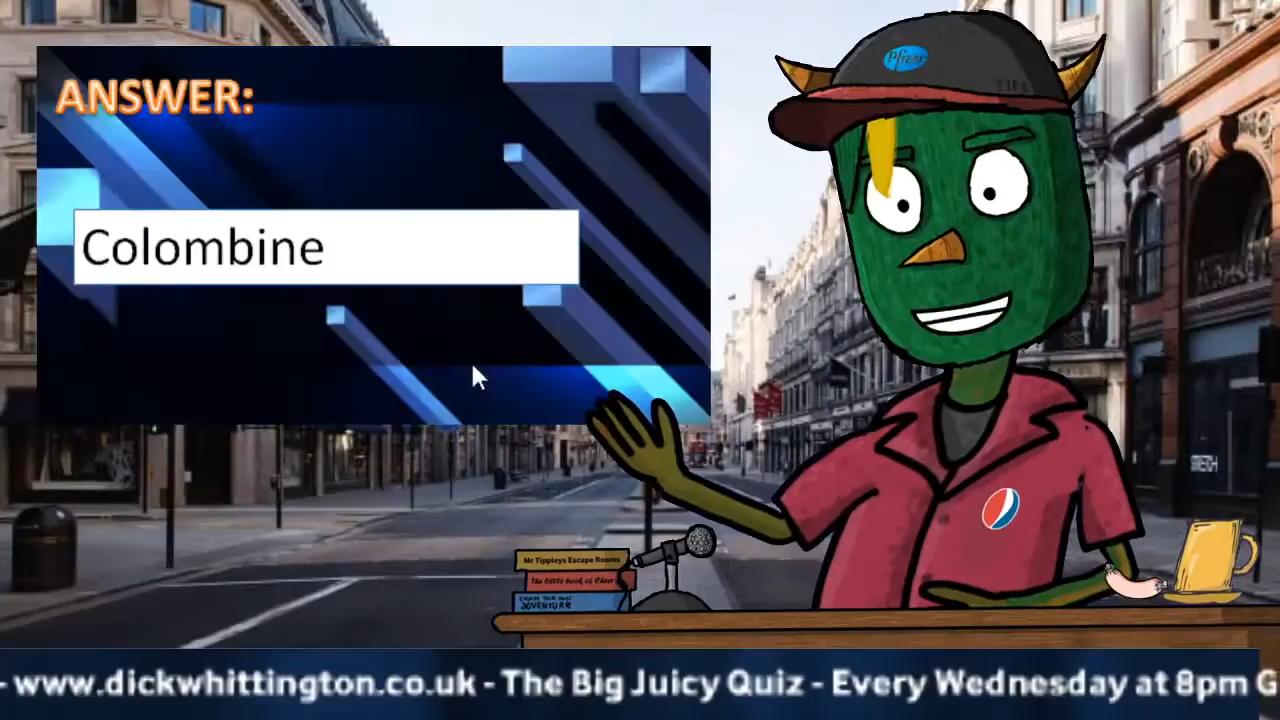 ANSWER:
Colombine
Pfizer
Mr Tippleys Escape Rooms
The Little Book of Cheer
ADVENTURE
- www.dickwhittington.co.uk - The Big Juicy Quiz - Every Wednesday at 8pm G